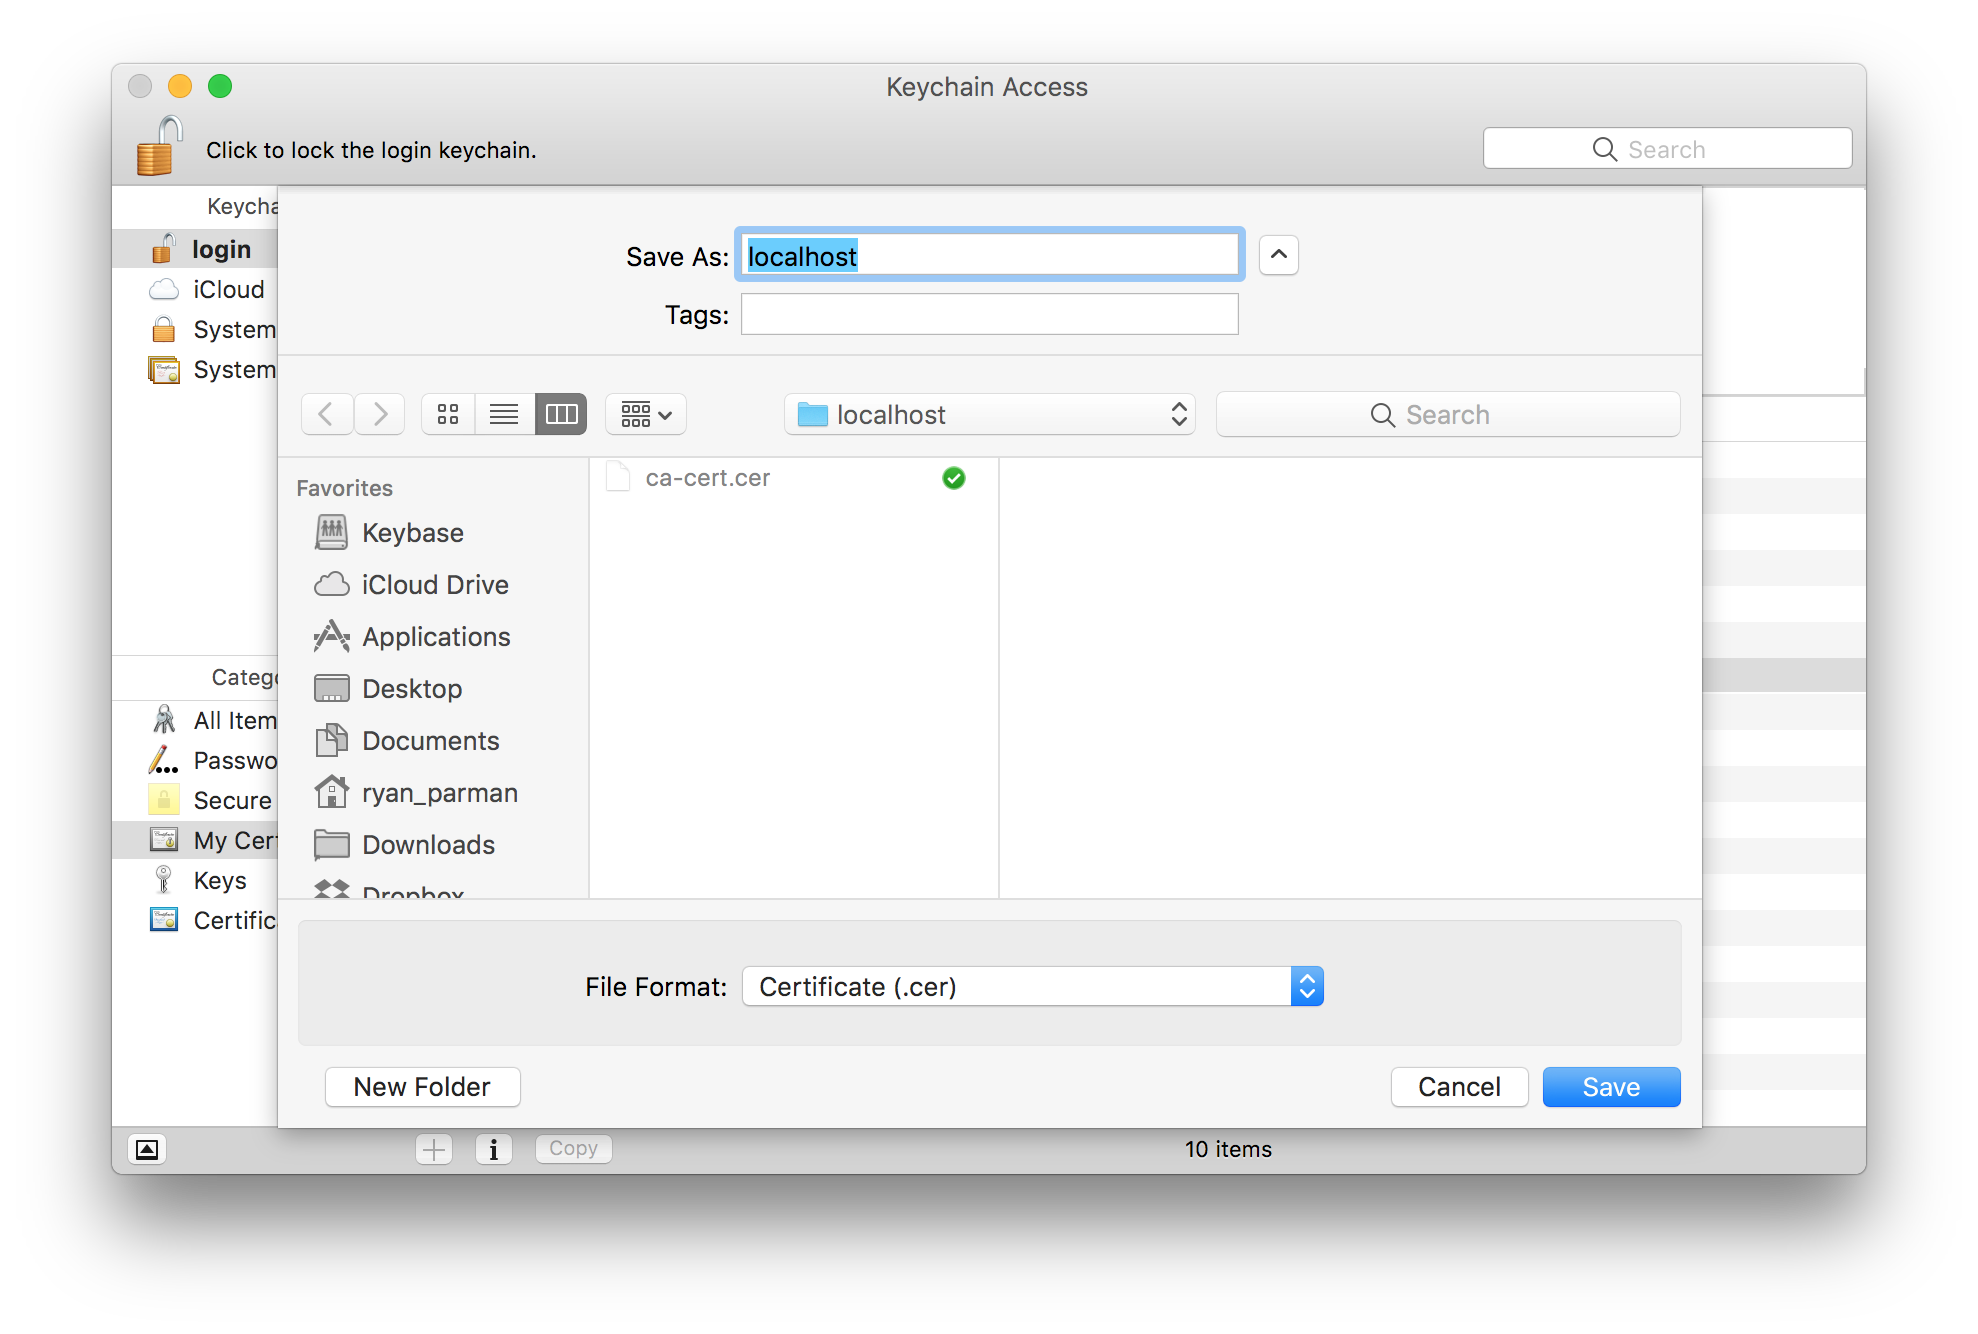 Keychain Access
Click to lock the login keychain.
Search
Keycha
login
iCloud
System
System
Catego
All Item
Passwo
Secure
My Cert
Keys
Certific
Save As: localhost
Tags:
localhost
Search
Favorites
Keybase
iCloud Drive
Applications
Desktop
Documents
ryan_parman
Downloads
Dropbox
ca-cert.cer
File Format: Certificate (.cer)
New Folder
Cancel
Save
Copy
10 items